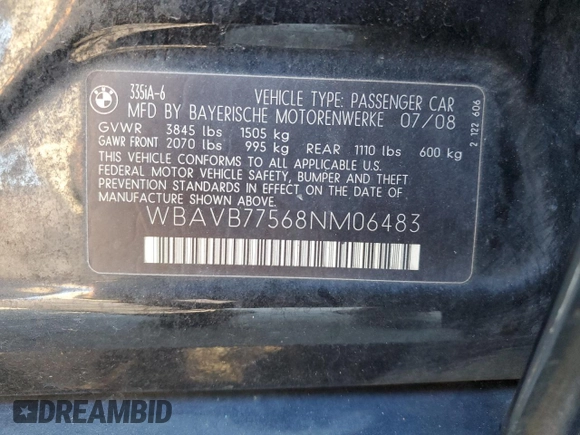 BMW
335iA-6
VEHICLE TYPE: PASSENGER CAR
MFD BY BAYERISCHE MOTORENWERKE 07/08
GVWR 3845 lbs 1505 kg
GAWR FRONT 2070 lbs 995 kg REAR 1110 lbs 600 kg
THIS VEHICLE CONFORMS TO ALL APPLICABLE U.S.
FEDERAL MOTOR VEHICLE SAFETY, BUMPER AND THEFT
PREVENTION STANDARDS IN EFFECT ON THE DATE OF
MANUFACTURE SHOWN ABOVE.
WBAVB77568NM06483
2 122 606
DREAMBID